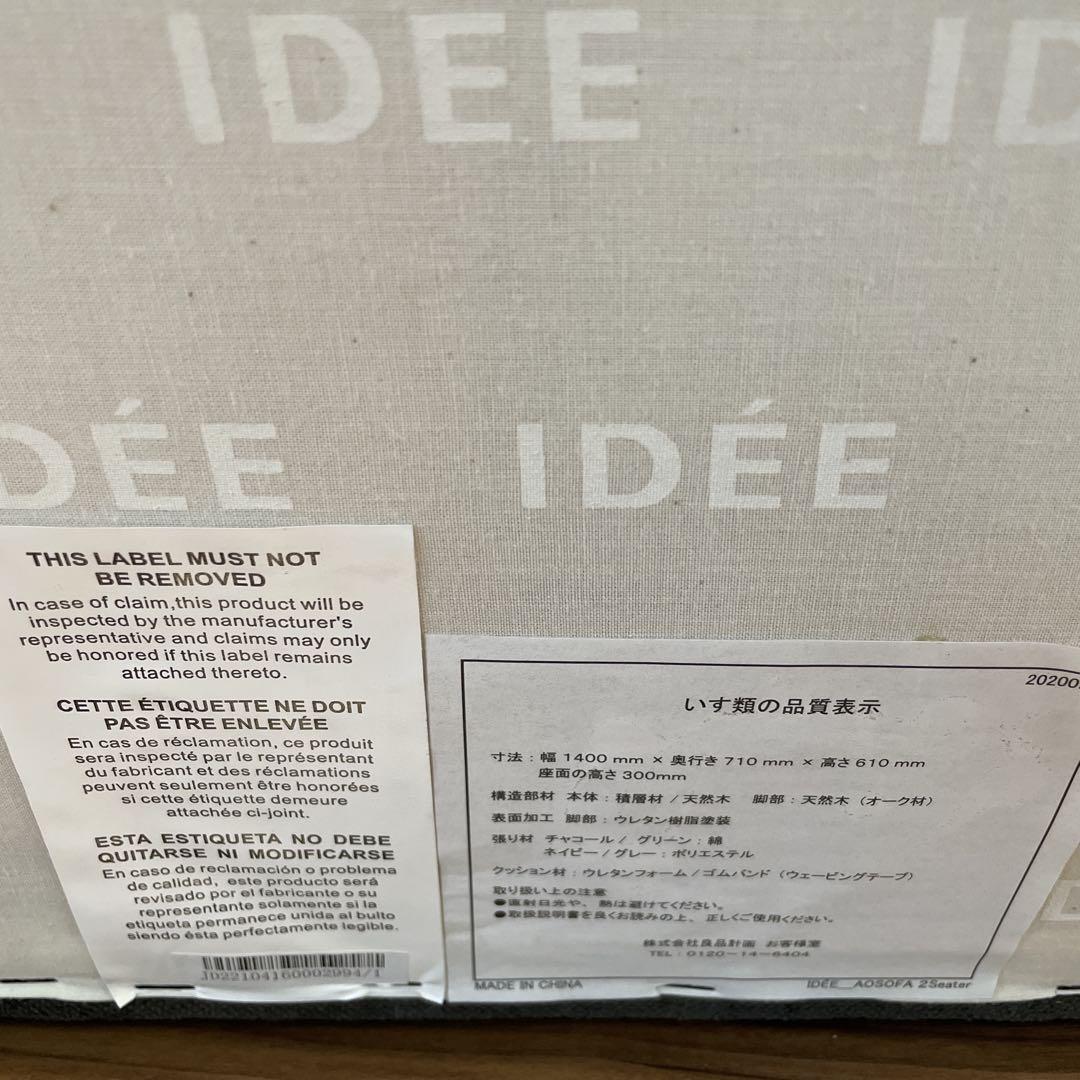 IDEE
ID
DÉE
IDÉE
THIS LABEL MUST NOT
BE REMOVED
In case of claim,this product will be
inspected by the manufacturer's
representative and claims may only
be honored if this label remains
attached thereto.
CETTE ÉTIQUETTE NE DOIT
PAS ÊTRE ENLEVÉE
En cas de réclamation, ce produit
sera inspecté par le représentant
du fabricant et des réclamations
peuvent seulement être honorées
si cette étiquette demeure
attachée ci-joint.
ESTA ESTIQUETA NO DEBE
QUITARSE NI MODIFICARSE
En caso de reclamación o problema
de calidad, este producto será
revisado por el fabricante o su
representante solamente si la
etiqueta permanece unida al bulto
siendo ésta perfectamente legible.
JD22104160002994/1
20200
いす類の品質表示
寸法：幅 1400 mm × 奥行き 710 mm × 高さ 610 mm
座面の高さ 300mm
構造部材 本体：積層材 / 天然木 脚部：天然木（オーク材）
表面加工 脚部：ウレタン樹脂塗装
張り材 チャコール / グリーン：綿
ネイビー / グレー：ポリエステル
クッション材：ウレタンフォーム / ゴムバンド（ウェービングテープ）
取り扱い上の注意
●直射日光や、熱は避けてください。
●取扱説明書を良くお読みの上、正しくご使用ください。
株式会社良品計画 お客様室
TEL：0120-14-6404
MADE IN CHINA
IDÉE__AOSOFA 2Seater